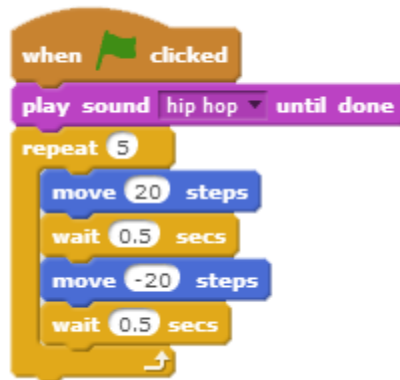 when clicked
play sound hip hop until done
repeat 5
move 20 steps
wait 0.5 secs
move -20 steps
wait 0.5 secs